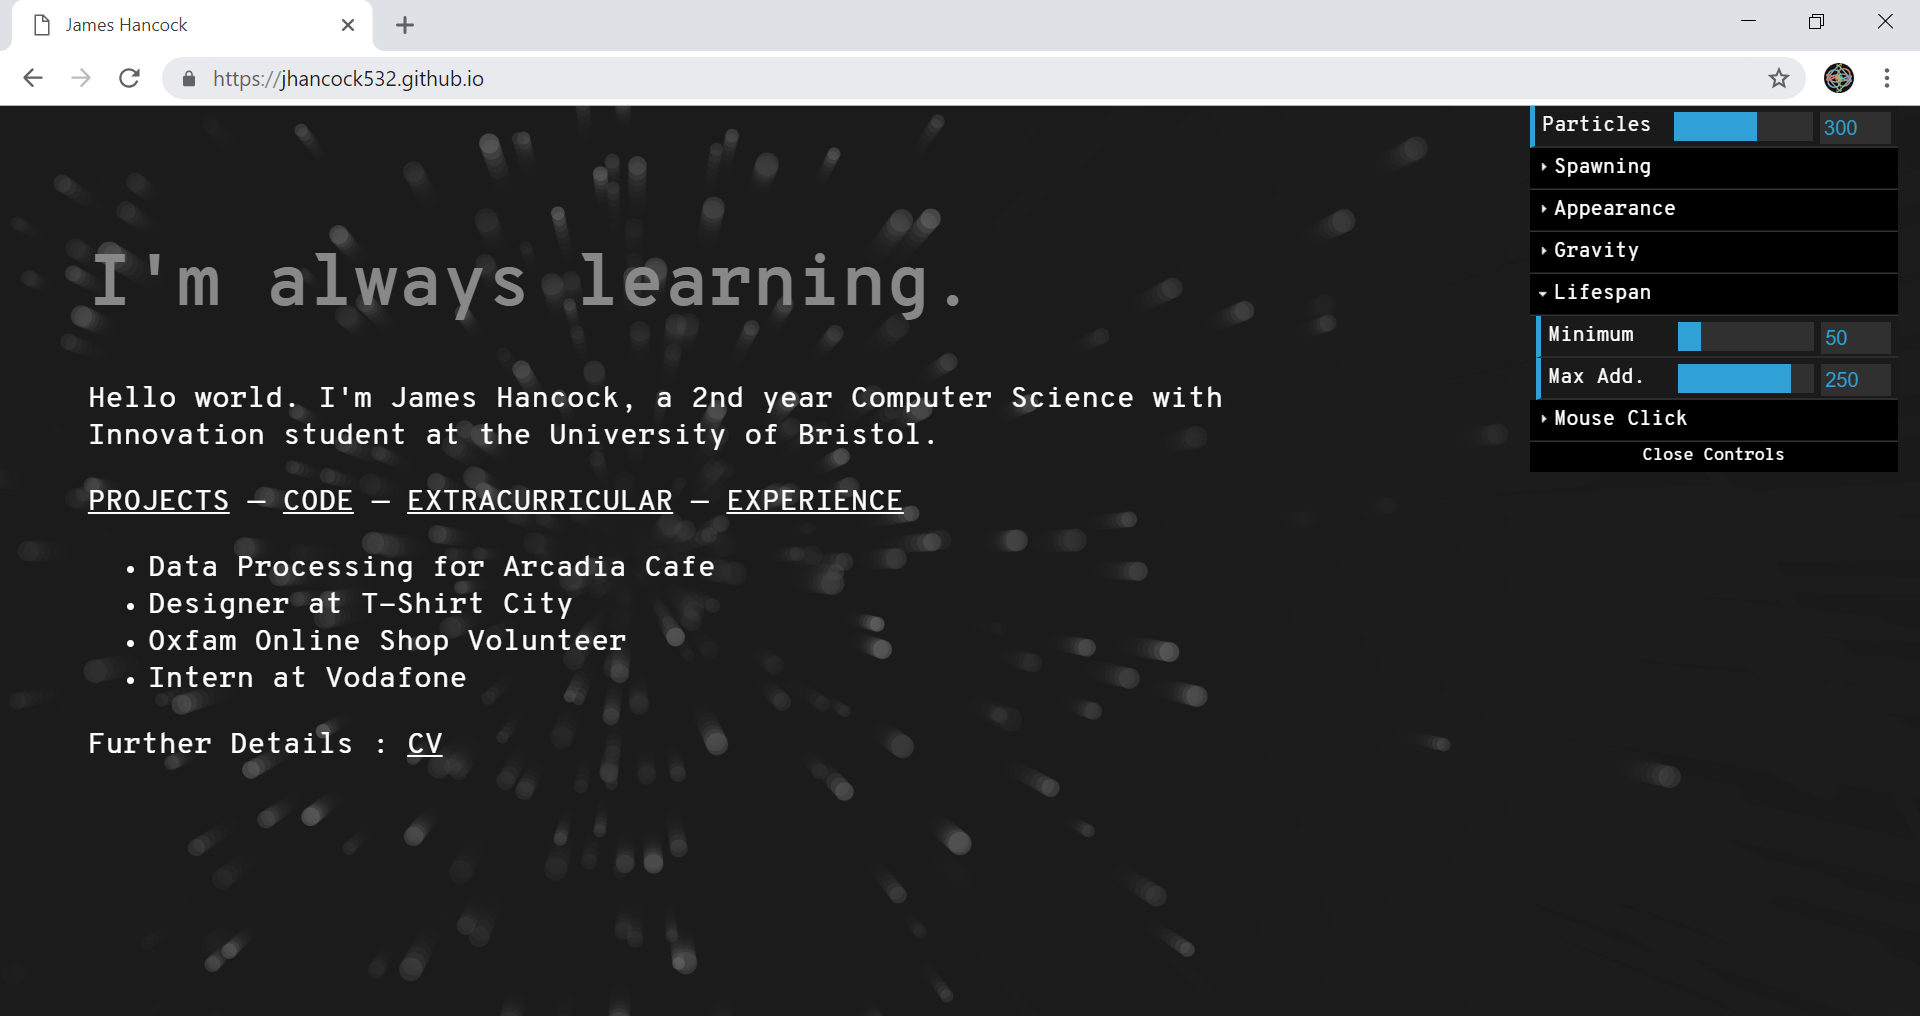 James Hancock
https://jhancock532.github.io
Particles 300
Spawning
Appearance
Gravity
Lifespan
Minimum 50
Max Add. 250
Mouse Click
Close Controls
I'm always learning.
Hello world. I'm James Hancock, a 2nd year Computer Science with
Innovation student at the University of Bristol.
PROJECTS — CODE — EXTRACURRICULAR — EXPERIENCE
• Data Processing for Arcadia Cafe
• Designer at T-Shirt City
• Oxfam Online Shop Volunteer
• Intern at Vodafone
Further Details : CV